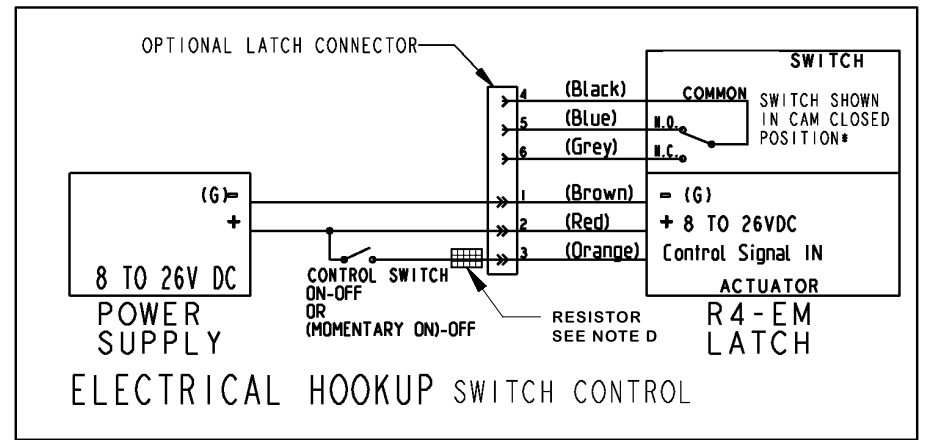 OPTIONAL LATCH CONNECTOR
SWITCH
4 (Black) COMMON
SWITCH SHOWN
IN CAM CLOSED
POSITION*
5 (Blue) N.O.
6 (Grey) N.C.
(G)-
1 (Brown) - (G)
+
2 (Red) + 8 TO 26VDC
3 (Orange) Control Signal IN
8 TO 26V DC
CONTROL SWITCH
ON-OFF
OR
(MOMENTARY ON)-OFF
ACTUATOR
POWER
SUPPLY
RESISTOR
SEE NOTE D
R4-EM
LATCH
ELECTRICAL HOOKUP SWITCH CONTROL